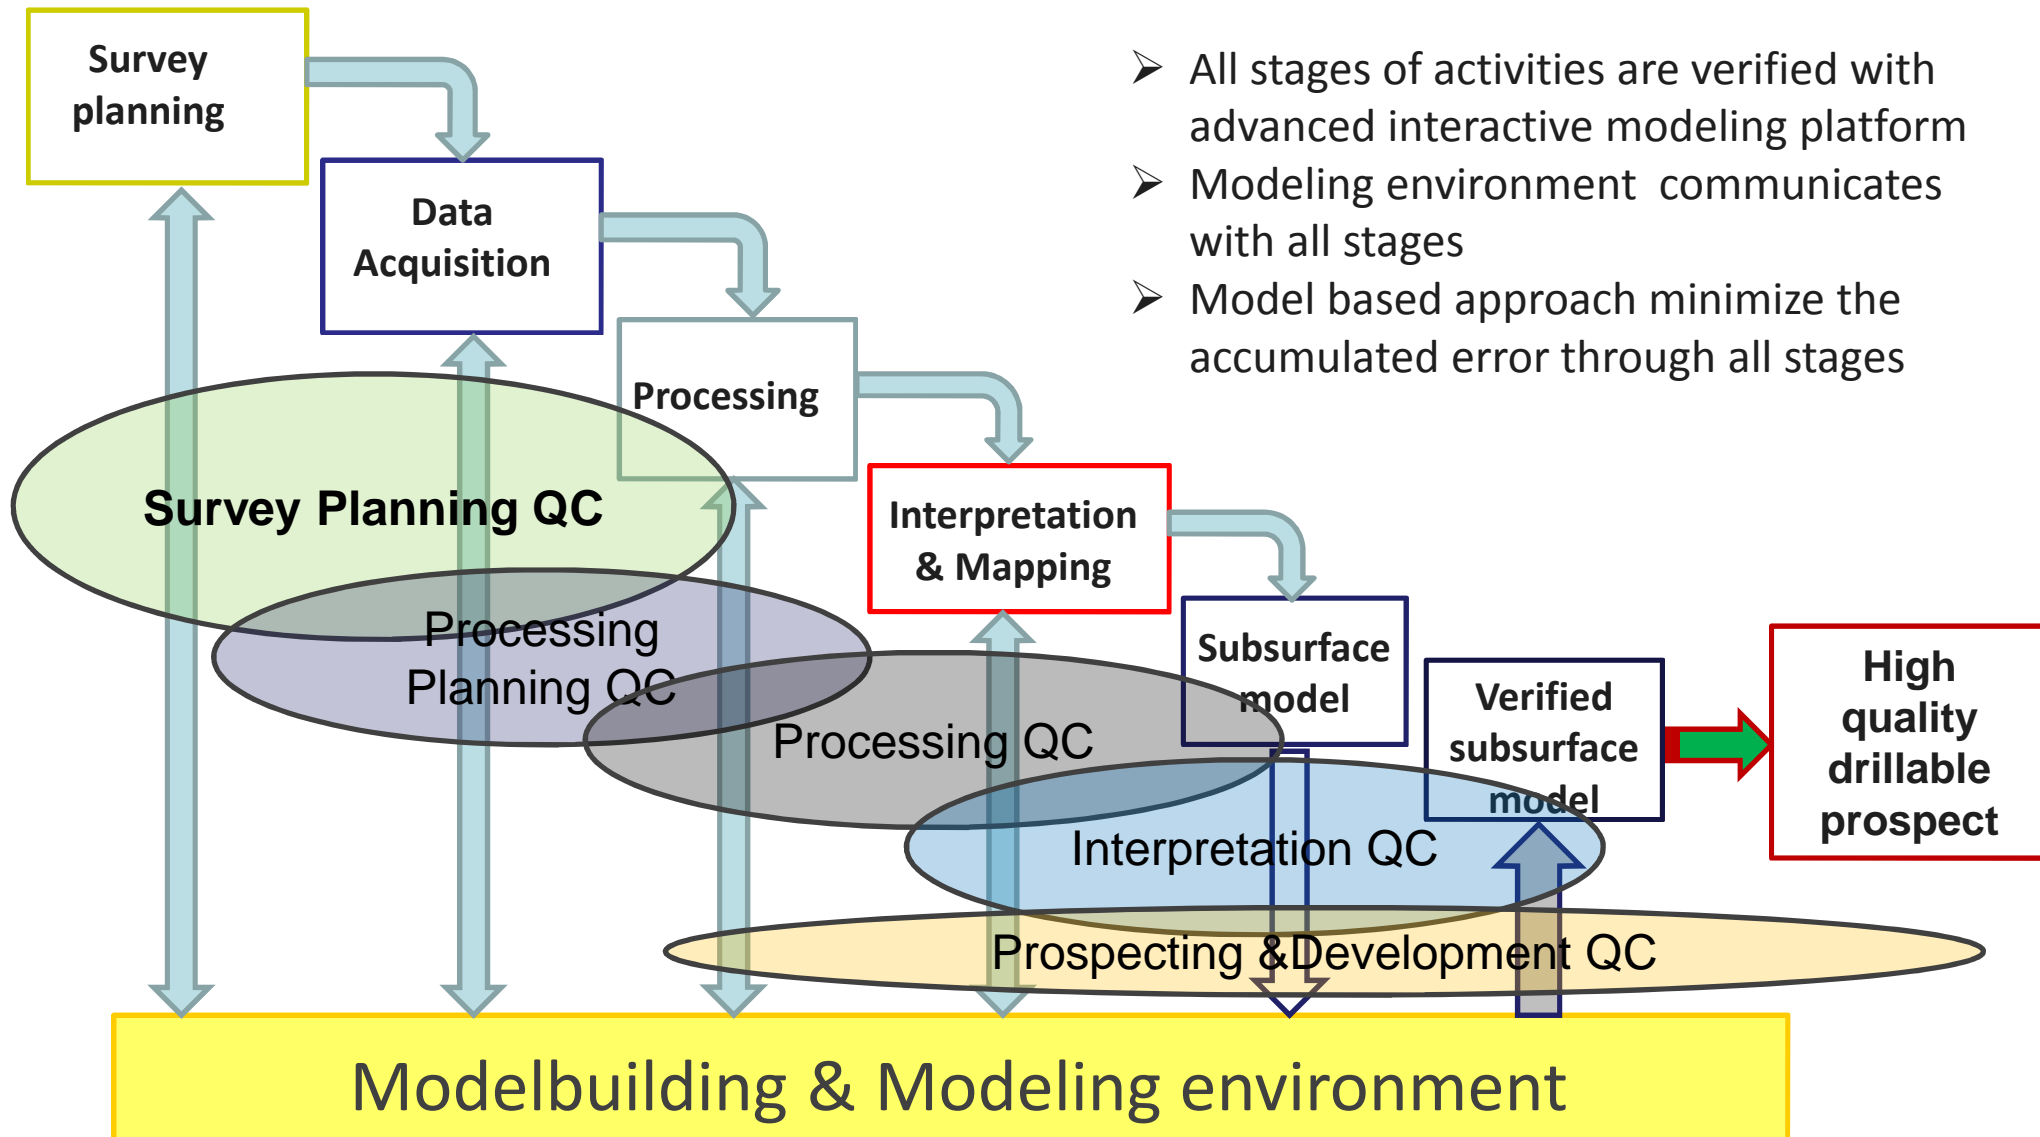 Survey
planning
➢ All stages of activities are verified with
advanced interactive modeling platform
➢ Modeling environment communicates
with all stages
➢ Model based approach minimize the
accumulated error through all stages
Data
Acquisition
Processing
Survey Planning QC
Interpretation
& Mapping
Processing
Planning QC
Subsurface
model
Verified
subsurface
model
High
quality
drillable
prospect
Processing QC
Interpretation QC
Prospecting &Development QC
Modelbuilding & Modeling environment